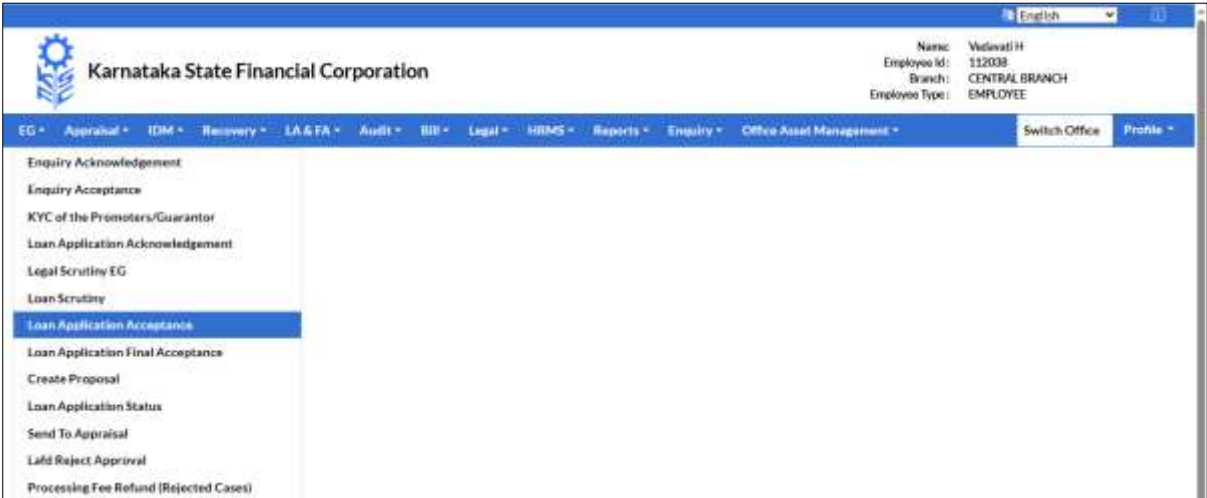 English
Karnataka State Financial Corporation
Name: Vedavati H
Employee Id: 112038
Branch: CENTRAL BRANCH
Employee Type: EMPLOYEE
EG Appraisal IDM Recovery LA & FA Audit Bill Legal HRMS Reports Enquiry Office Asset Management Switch Office Profile
Enquiry Acknowledgement
Enquiry Acceptance
KYC of the Promoters/Guarantor
Loan Application Acknowledgement
Legal Scrutiny EG
Loan Scrutiny
Loan Application Acceptance
Loan Application Final Acceptance
Create Proposal
Loan Application Status
Send To Appraisal
Lafd Reject Approval
Processing Fee Refund (Rejected Cases)